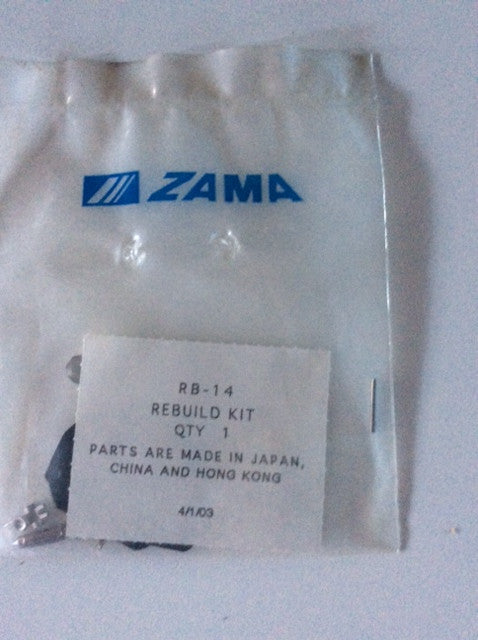 ZAMA
RB-14
REBUILD KIT
QTY 1
PARTS ARE MADE IN JAPAN,
CHINA AND HONG KONG
4/1/03